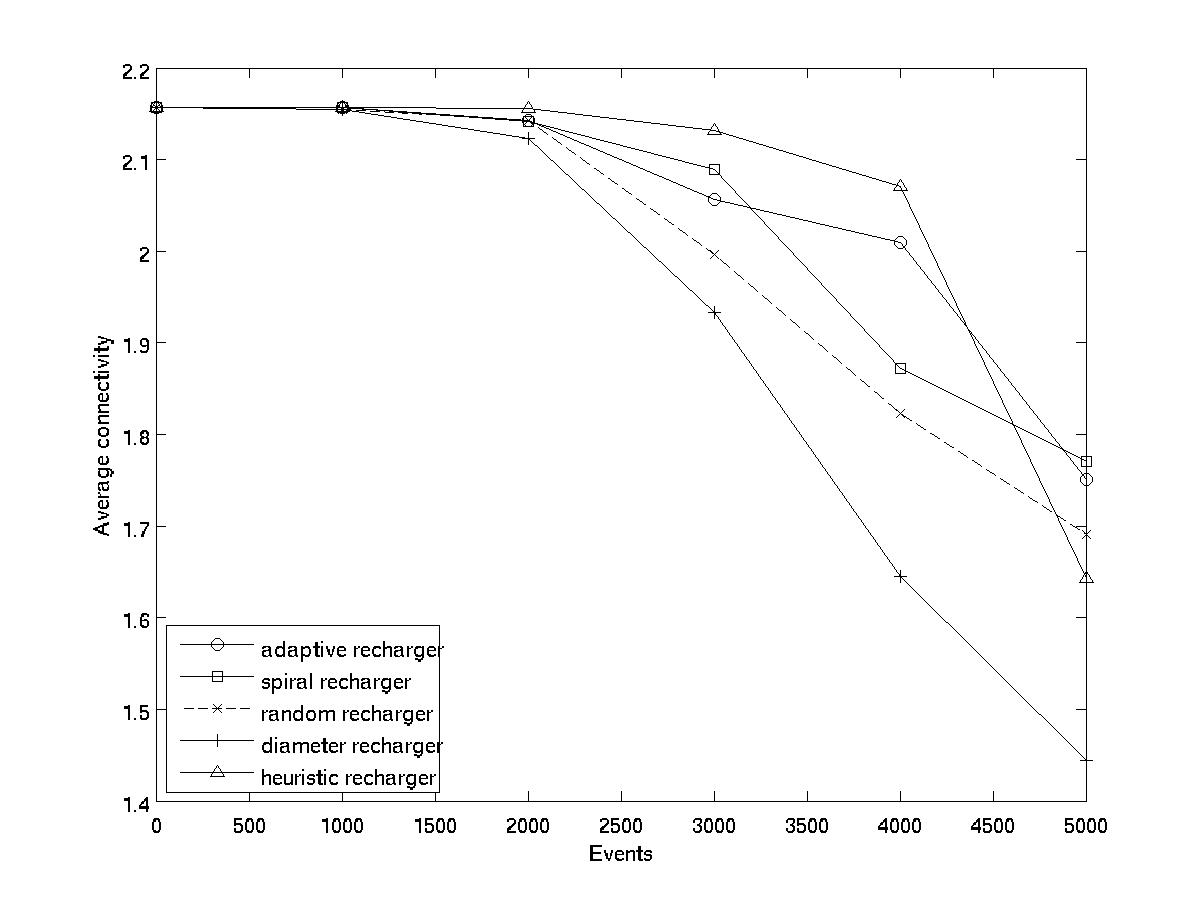 2.2
2.1
2
1.9
1.8
1.7
1.6
1.5
1.4
Average connectivity
adaptive recharger
spiral recharger
random recharger
diameter recharger
heuristic recharger
0 500 1000 1500 2000 2500 3000 3500 4000 4500 5000
Events